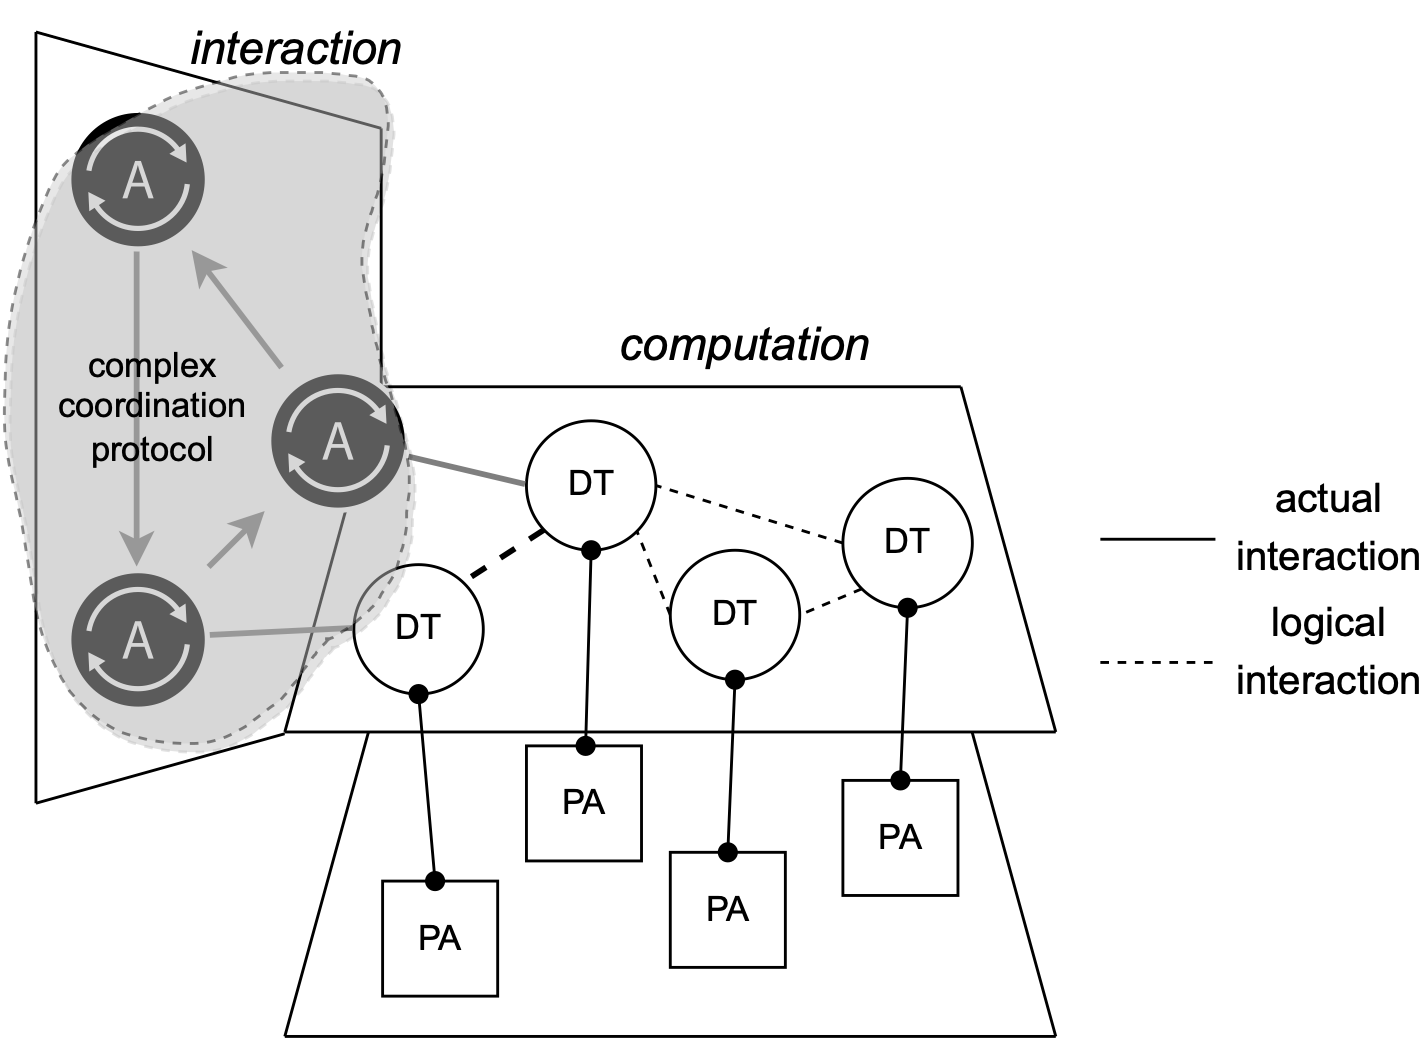 interaction
A
complex
coordination
protocol
A
A
computation
DT
DT
DT
DT
PA
PA
PA
PA
actual
interaction
logical
interaction